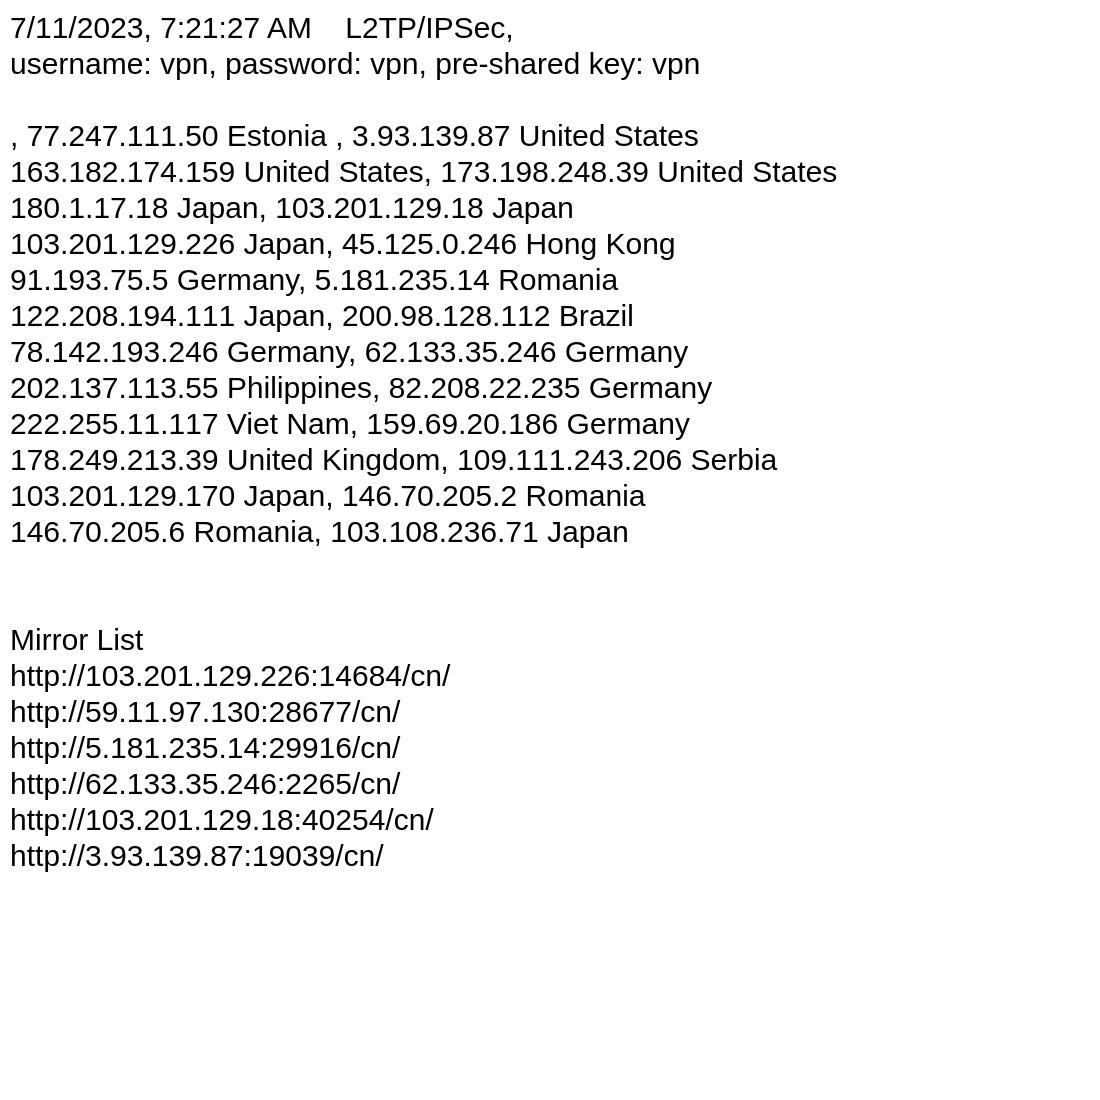 7/11/2023, 7:21:27 AM    L2TP/IPSec,
username: vpn, password: vpn, pre-shared key: vpn
, 77.247.111.50 Estonia , 3.93.139.87 United States
163.182.174.159 United States, 173.198.248.39 United States
180.1.17.18 Japan, 103.201.129.18 Japan
103.201.129.226 Japan, 45.125.0.246 Hong Kong
91.193.75.5 Germany, 5.181.235.14 Romania
122.208.194.111 Japan, 200.98.128.112 Brazil
78.142.193.246 Germany, 62.133.35.246 Germany
202.137.113.55 Philippines, 82.208.22.235 Germany
222.255.11.117 Viet Nam, 159.69.20.186 Germany
178.249.213.39 United Kingdom, 109.111.243.206 Serbia
103.201.129.170 Japan, 146.70.205.2 Romania
146.70.205.6 Romania, 103.108.236.71 Japan
Mirror List
http://103.201.129.226:14684/cn/
http://59.11.97.130:28677/cn/
http://5.181.235.14:29916/cn/
http://62.133.35.246:2265/cn/
http://103.201.129.18:40254/cn/
http://3.93.139.87:19039/cn/